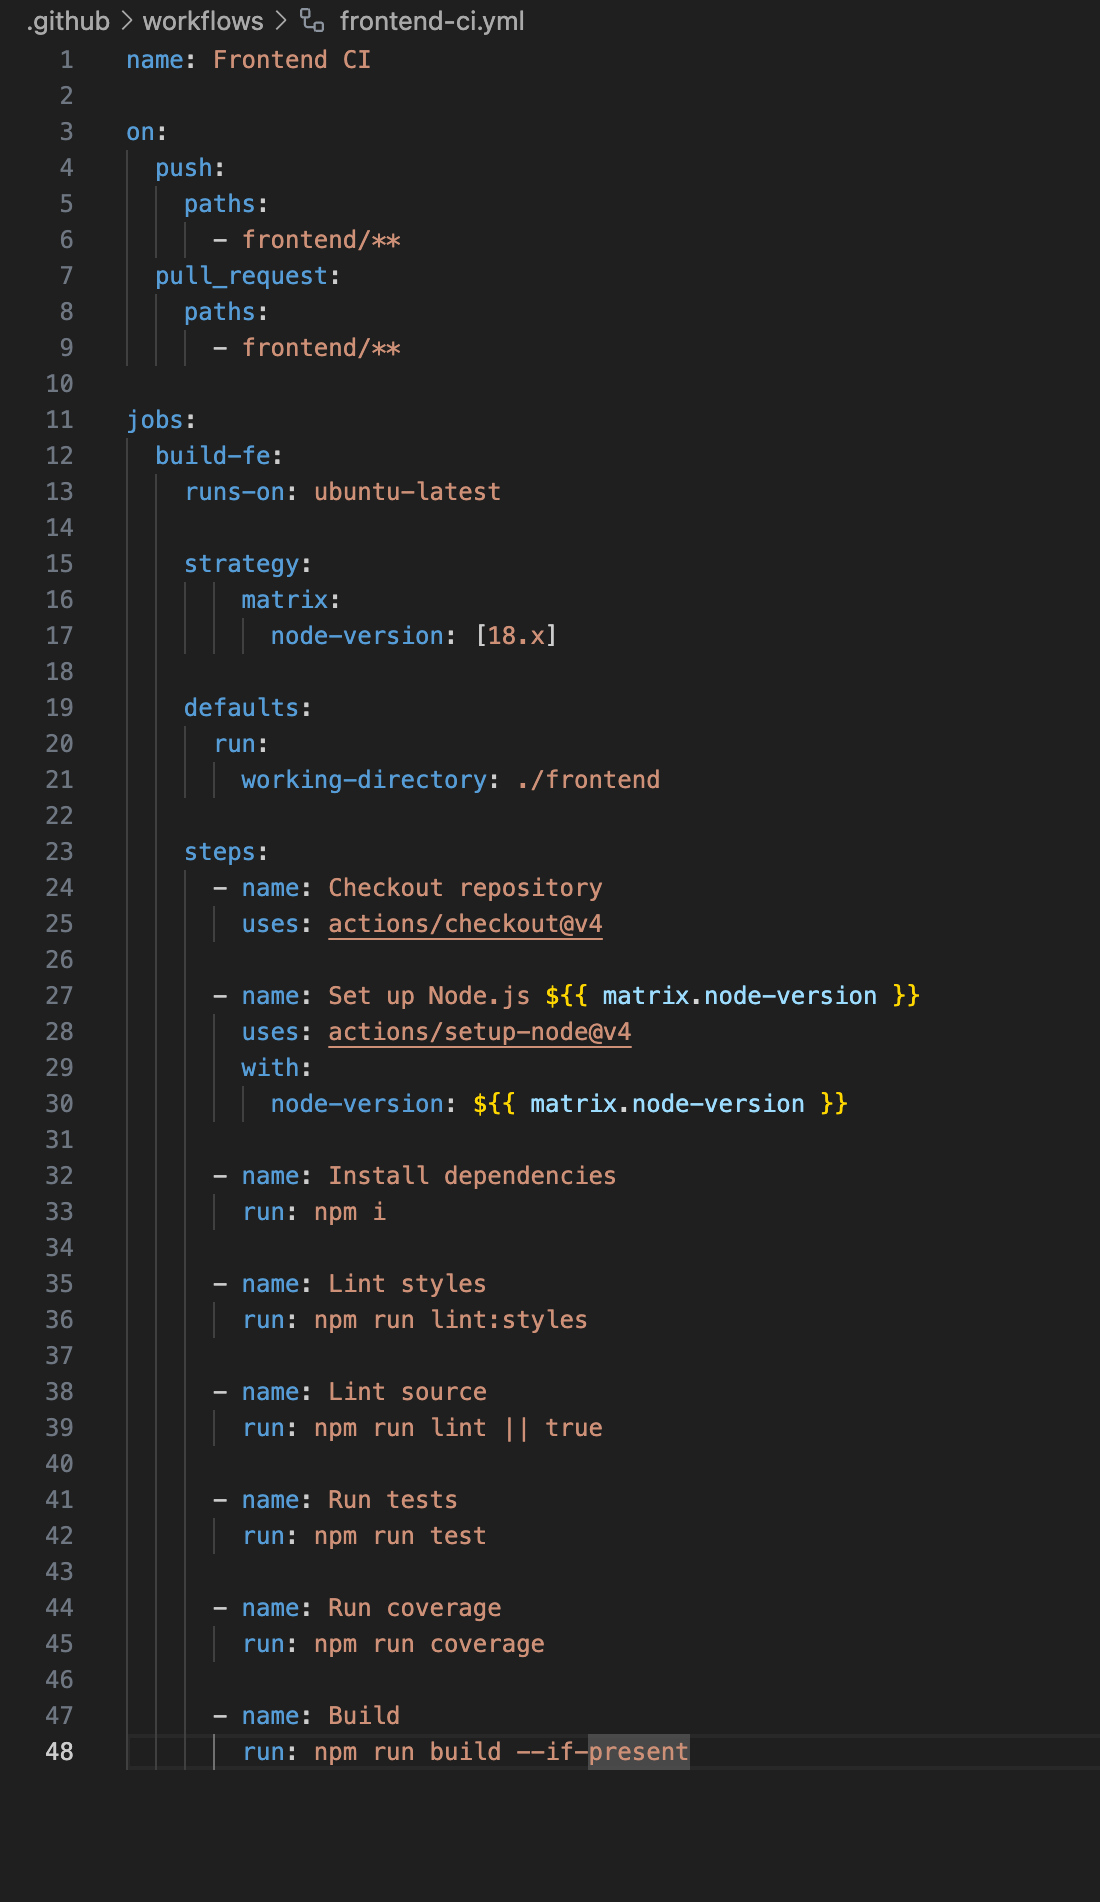 .github > workflows > frontend-ci.yml
1 name: Frontend CI
2
3 on:
4   push:
5     paths:
6       - frontend/**
7   pull_request:
8     paths:
9       - frontend/**
10
11 jobs:
12   build-fe:
13     runs-on: ubuntu-latest
14
15     strategy:
16         matrix:
17           node-version: [18.x]
18
19     defaults:
20       run:
21         working-directory: ./frontend
22
23     steps:
24       - name: Checkout repository
25         uses: actions/checkout@v4
26
27       - name: Set up Node.js ${{ matrix.node-version }}
28         uses: actions/setup-node@v4
29         with:
30           node-version: ${{ matrix.node-version }}
31
32       - name: Install dependencies
33         run: npm i
34
35       - name: Lint styles
36         run: npm run lint:styles
37
38       - name: Lint source
39         run: npm run lint || true
40
41       - name: Run tests
42         run: npm run test
43
44       - name: Run coverage
45         run: npm run coverage
46
47       - name: Build
48         run: npm run build --if-present